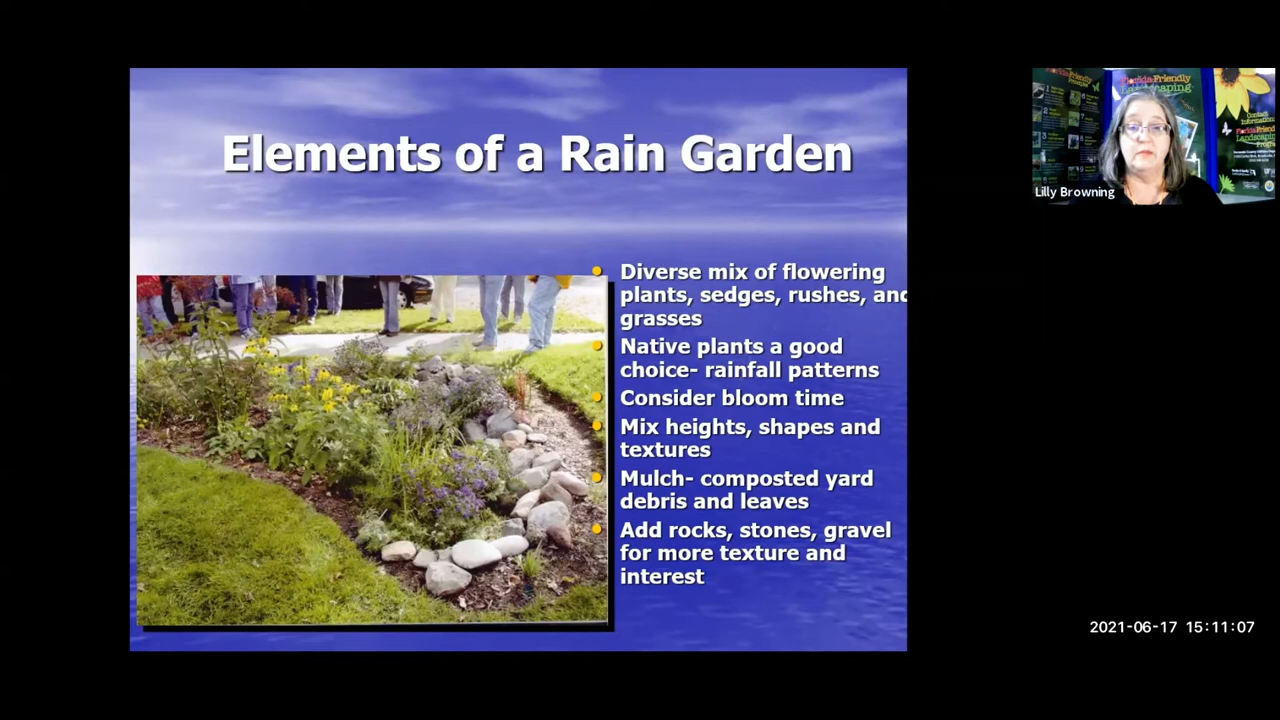 Elements of a Rain Garden
Diverse mix of flowering
plants, sedges, rushes, and
grasses
Native plants a good
choice- rainfall patterns
Consider bloom time
Mix heights, shapes and
textures
Mulch- composted yard
debris and leaves
Add rocks, stones, gravel
for more texture and
interest
Florida-Friendly
Landscaping
Contact
Information
Lilly Browning
2021-06-17 15:11:07